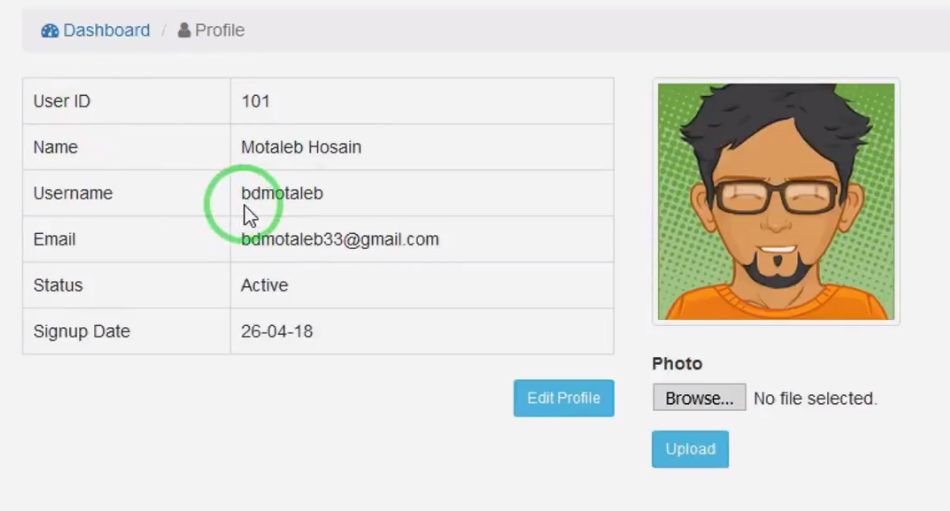 Dashboard / Profile
User ID 101
Name Motaleb Hosain
Username bdmotaleb
Email bdmotaleb33@gmail.com
Status Active
Signup Date 26-04-18
Edit Profile
Photo
Browse... No file selected.
Upload